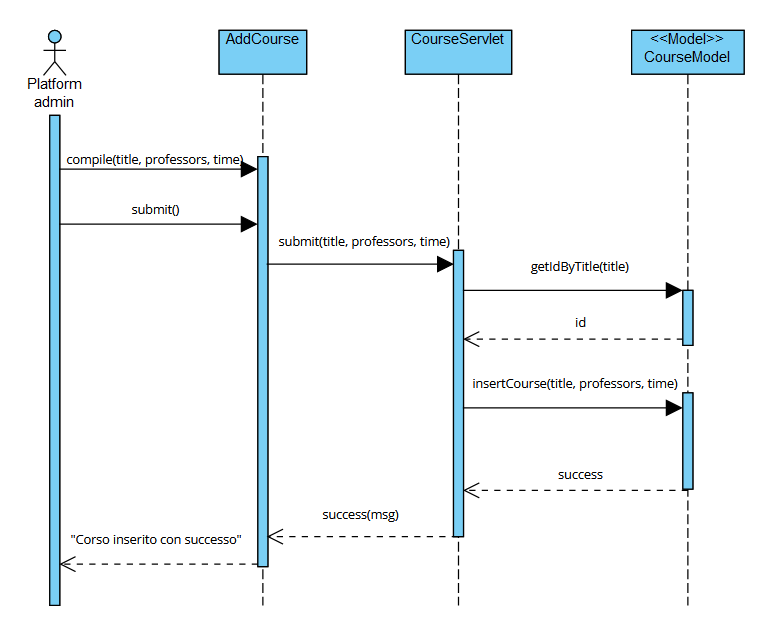 AddCourse
CourseServlet
<<Model>>
CourseModel
Platform
admin
compile(title, professors, time)
submit()
submit(title, professors, time)
getIdByTitle(title)
id
insertCourse(title, professors, time)
success
success(msg)
"Corso inserito con successo"